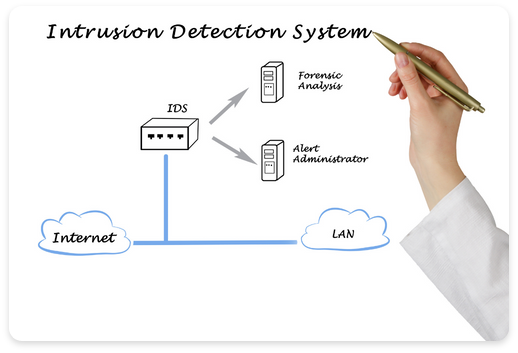 Intrusion Detection System
Forensic
Analysis
IDS
Alert
Administrator
Internet
LAN